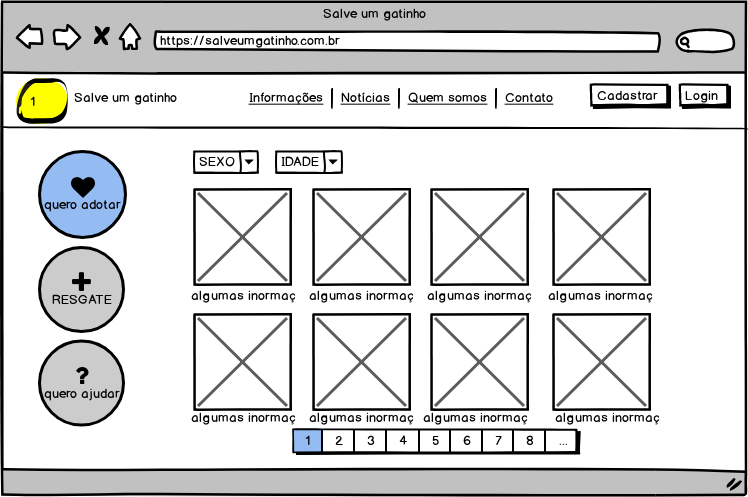 Salve um gatinho
https://salveumgatinho.com.br
1
Salve um gatinho
Informações
Notícias
Quem somos
Contato
Cadastrar
Login
quero adotar
RESGATE
?
quero ajudar
SEXO
IDADE
algumas inormaç
algumas inormaç
algumas inormaç
algumas inormaç
algumas inormaç
algumas inormaç
algumas inormaç
algumas inormaç
1 2 3 4 5 6 7 8 ...